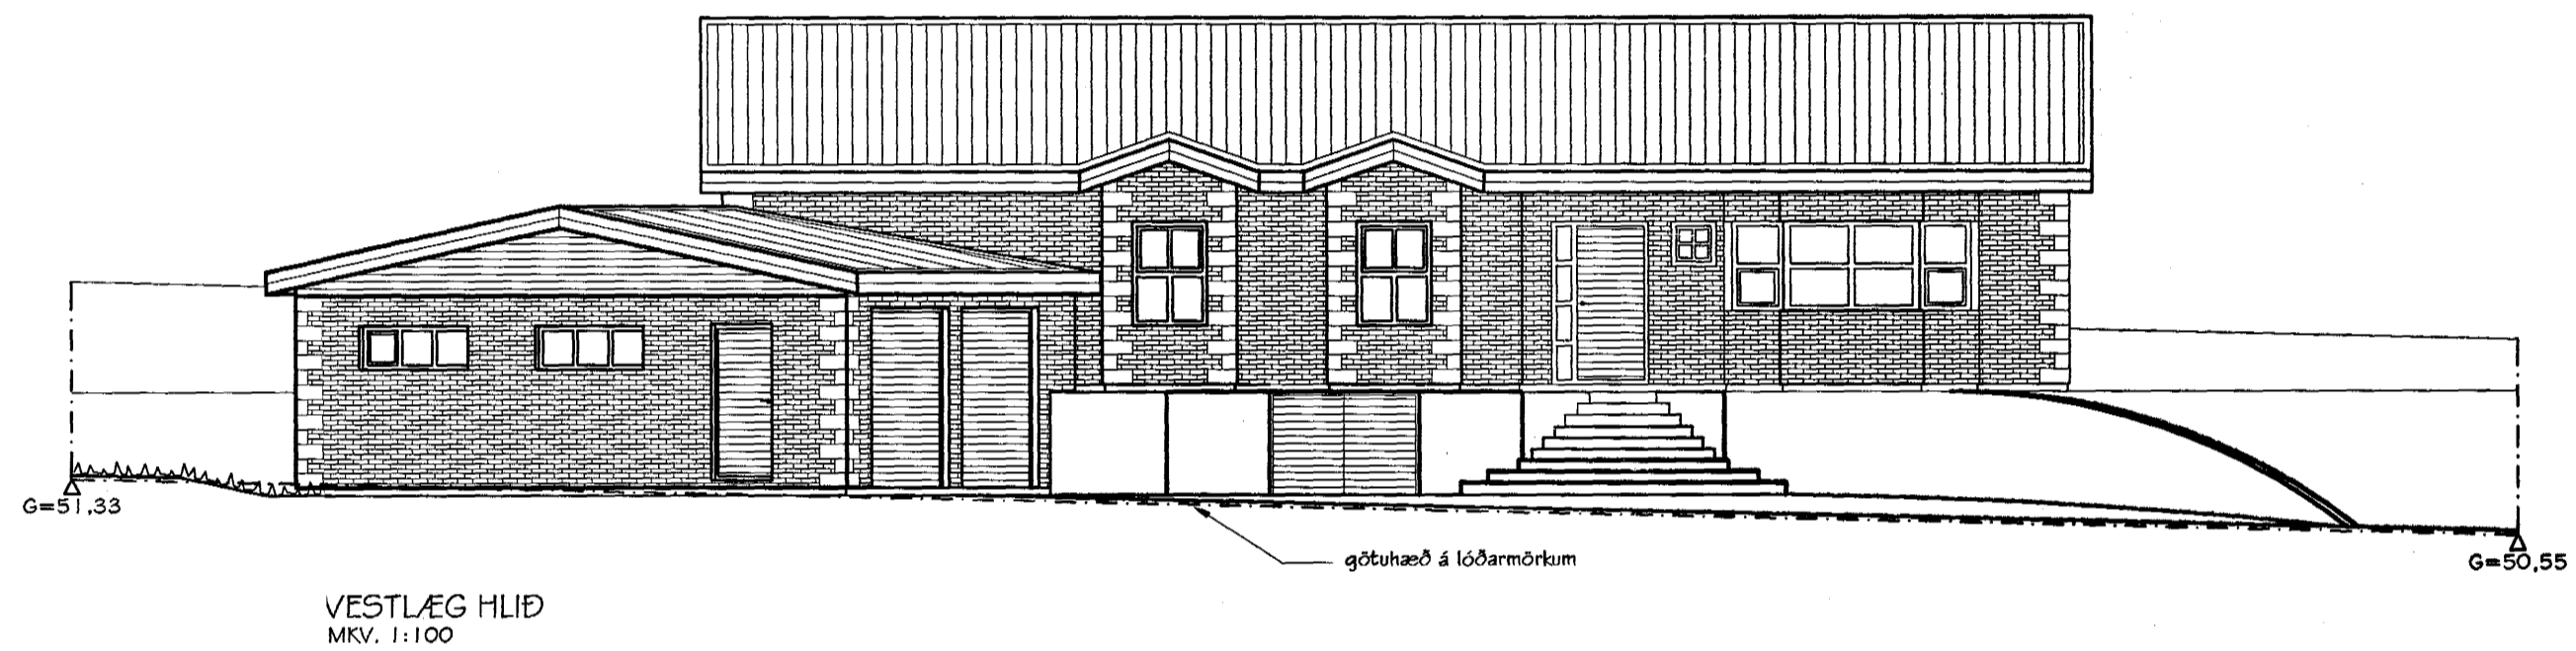 G=51,33
götuhæð á lóðarmörkum
G=50,55
VESTLÆG HLIÐ
MKV. 1:100